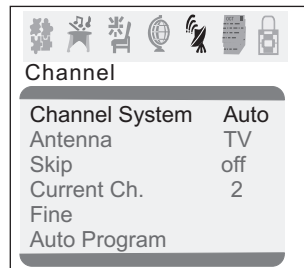 Channel
Channel System Auto
Antenna TV
Skip off
Current Ch. 2
Fine
Auto Program